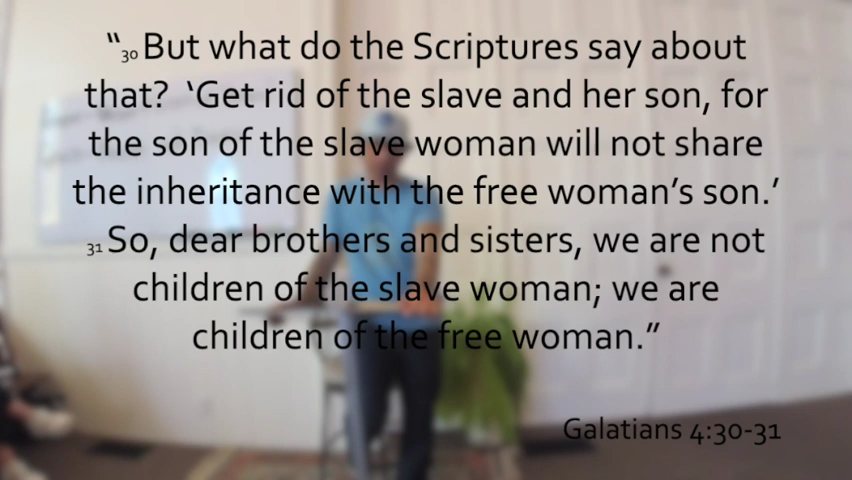 “30 But what do the Scriptures say about
that? ‘Get rid of the slave and her son, for
the son of the slave woman will not share
the inheritance with the free woman’s son.’
31 So, dear brothers and sisters, we are not
children of the slave woman; we are
children of the free woman.”
Galatians 4:30-31